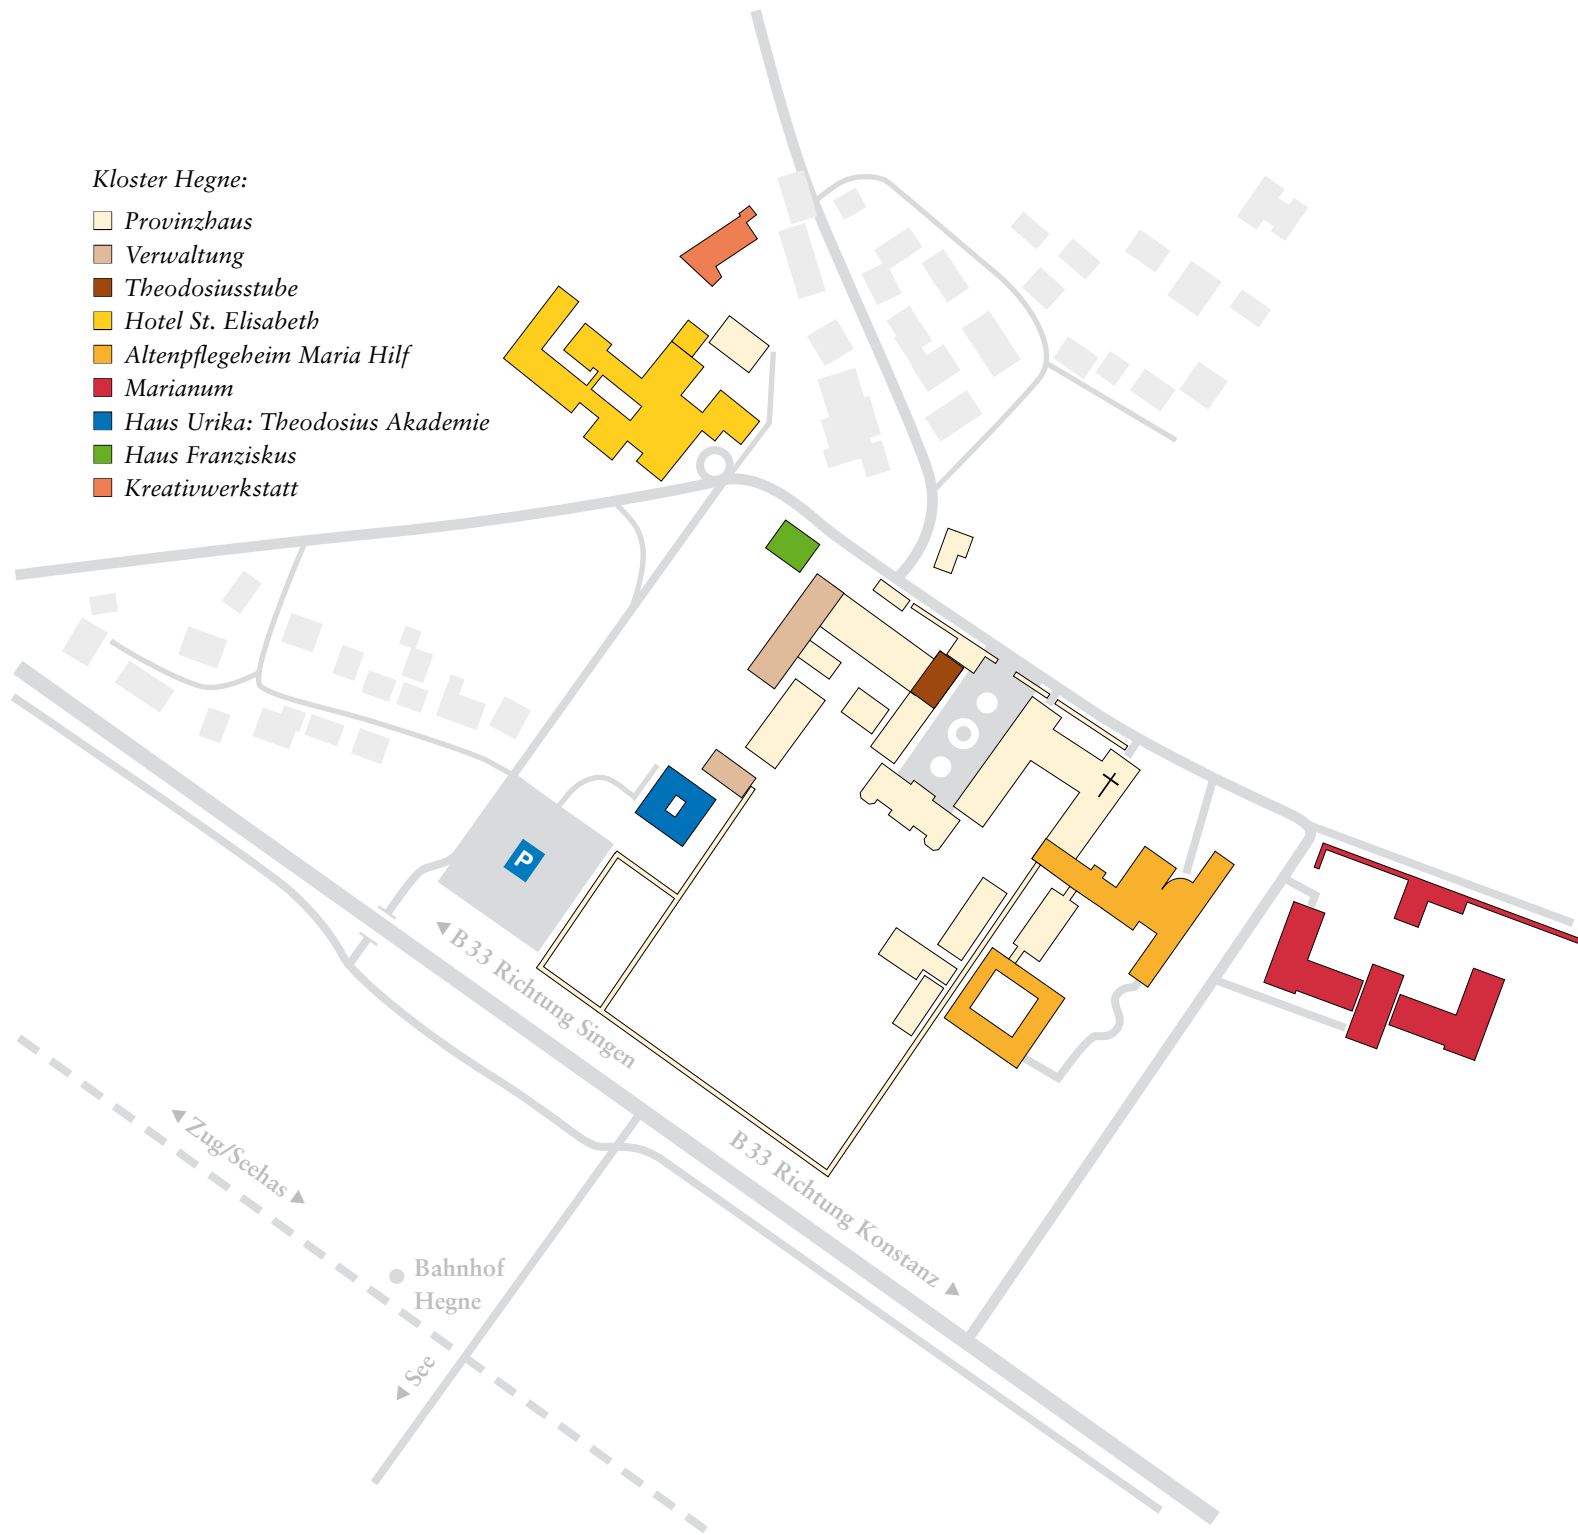 Kloster Hegne:
Provinzhaus
Verwaltung
Theodosiusstube
Hotel St. Elisabeth
Altenpflegeheim Maria Hilf
Marianum
Haus Urika: Theodosius Akademie
Haus Franziskus
Kreativwerkstatt
P
B 33 Richtung Singen
B 33 Richtung Konstanz
Zug/Seehas
Bahnhof
Hegne
See